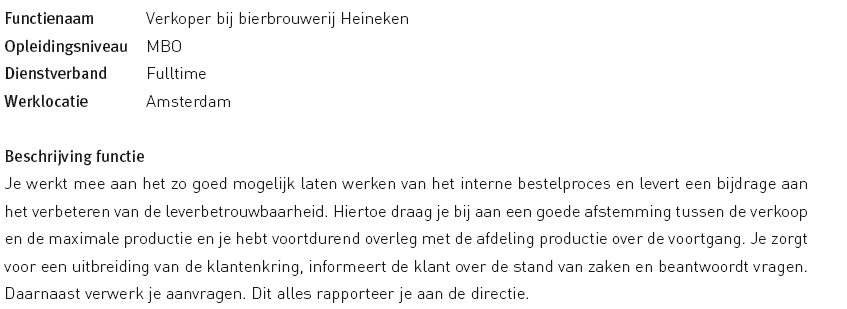 Functienaam Verkoper bij bierbrouwerij Heineken
Opleidingsniveau MBO
Dienstverband Fulltime
Werklocatie Amsterdam
Beschrijving functie
Je werkt mee aan het zo goed mogelijk laten werken van het interne bestelproces en levert een bijdrage aan
het verbeteren van de leverbetrouwbaarheid. Hiertoe draag je bij aan een goede afstemming tussen de verkoop
en de maximale productie en je hebt voortdurend overleg met de afdeling productie over de voortgang. Je zorgt
voor een uitbreiding van de klantenkring, informeert de klant over de stand van zaken en beantwoordt vragen.
Daarnaast verwerk je aanvragen. Dit alles rapporteer je aan de directie.